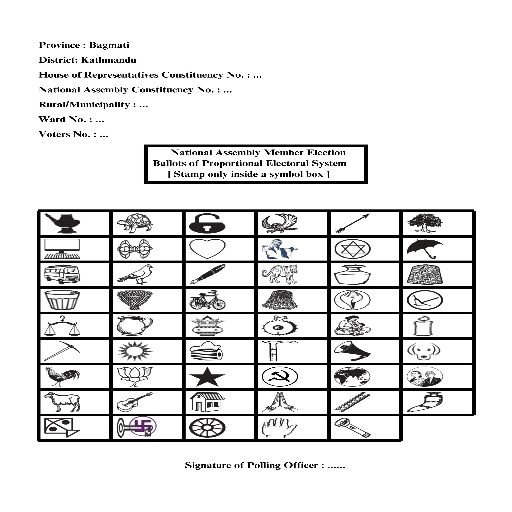 Province : Bagmati
District: Kathmandu
House of Representatives Constituency No. : ...
National Assembly Constituency No. : ...
Rural/Municipality : ...
Ward No. : ...
Voters No. : ...
National Assembly Member Election
Ballots of Proportional Electoral System
[ Stamp only inside a symbol box ]
Signature of Polling Officer : ......